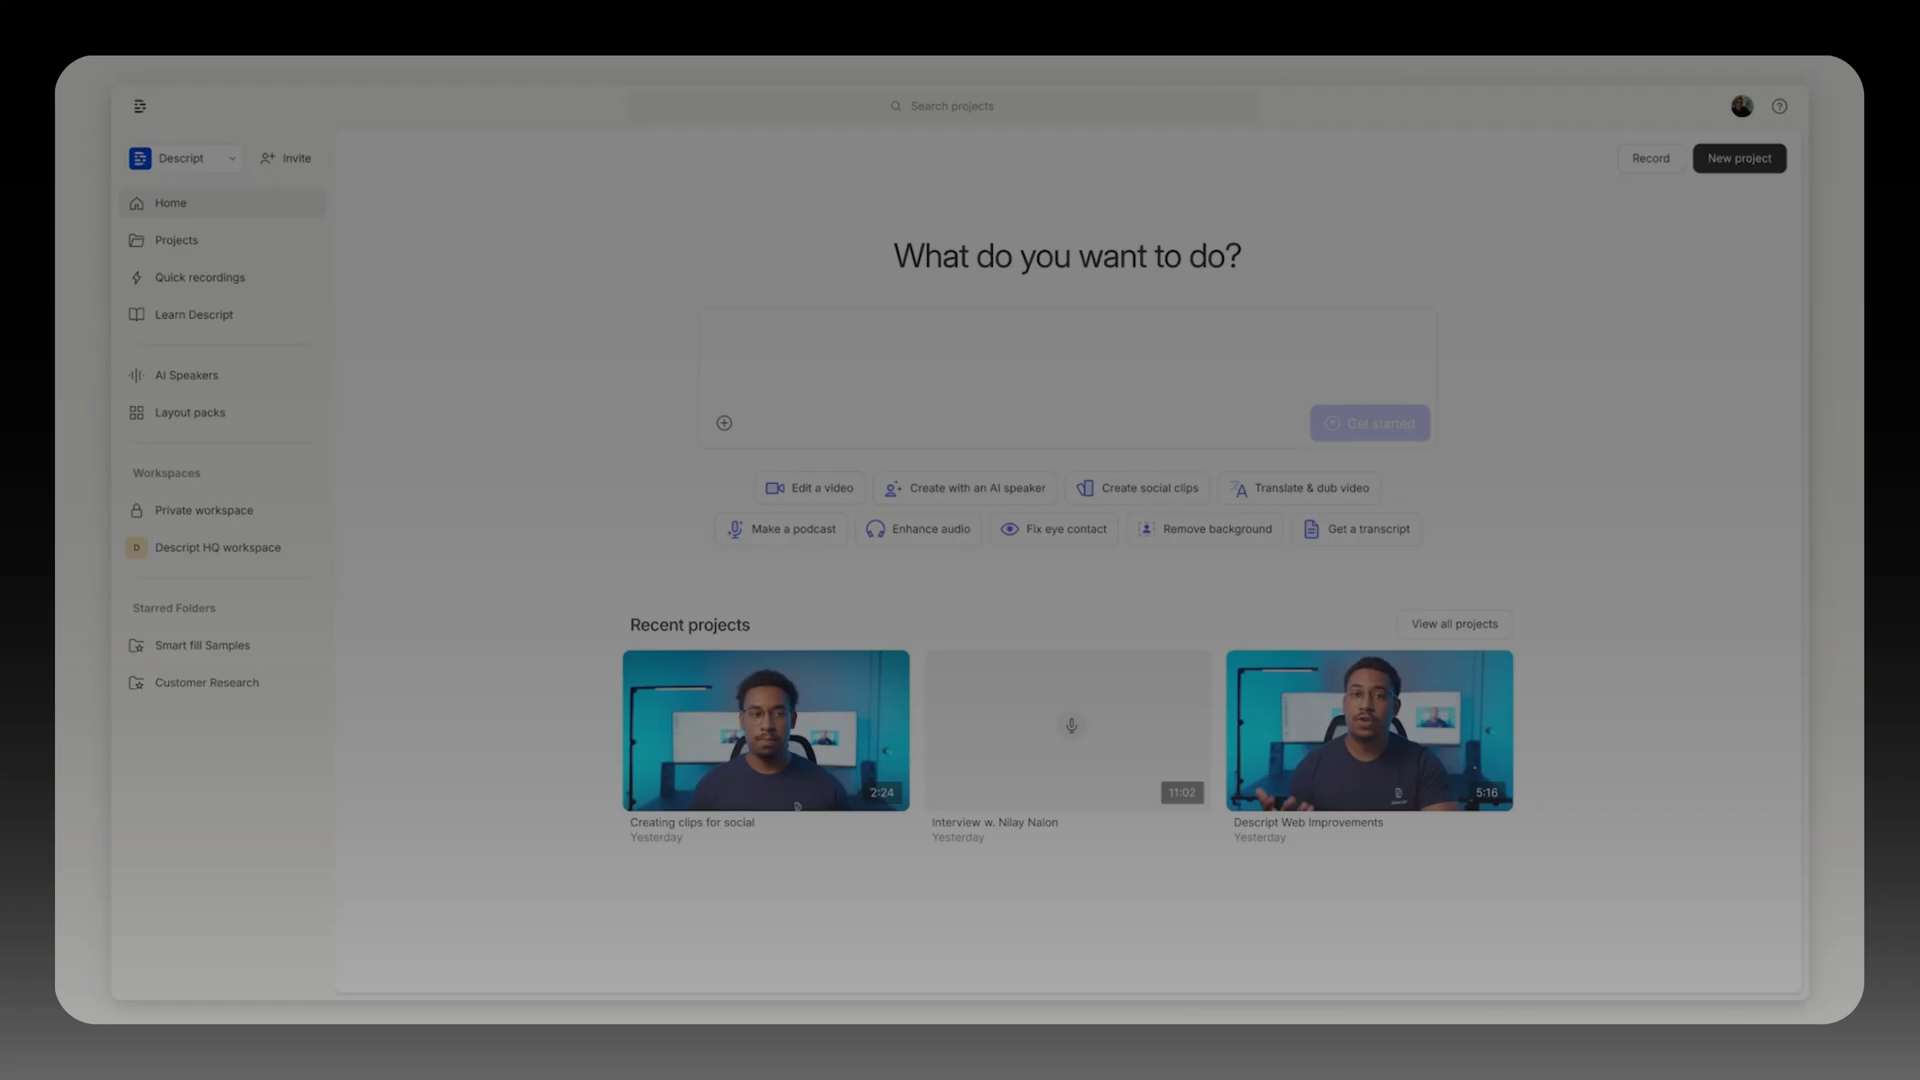 Search projects
Descript
Invite
Record
New project
Home
Projects
Quick recordings
Learn Descript
AI Speakers
Layout packs
Workspaces
Private workspace
D
Descript HQ workspace
Starred Folders
Smart fill Samples
Customer Research
What do you want to do?
Get started
Edit a video
Create with an AI speaker
Create social clips
Translate & dub video
Make a podcast
Enhance audio
Fix eye contact
Remove background
Get a transcript
Recent projects
View all projects
2:24
11:02
5:16
Creating clips for social
Yesterday
Interview w. Nilay Nalon
Yesterday
Descript Web Improvements
Yesterday